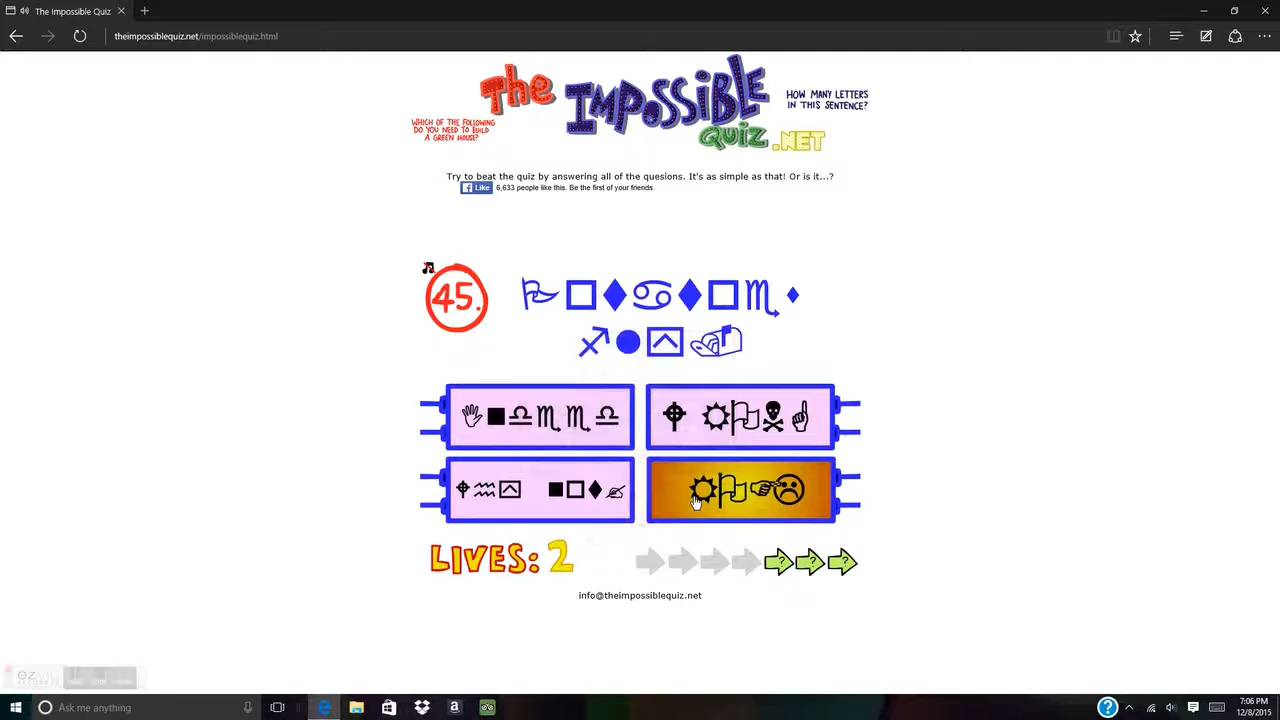 The Impossible Quiz
theimpossiblequiz.net/impossiblequiz.html
The IMPOSSIBLE QUIZ .NET
WHICH OF THE FOLLOWING
DO YOU NEED TO BUILD
A GREEN HOUSE?
HOW MANY LETTERS
IN THIS SENTENCE?
Try to beat the quiz by answering all of the quesions. It's as simple as that! Or is it...?
Like 6,633 people like this. Be the first of your friends.
45.
LIVES: 2
? ? ?
info@theimpossiblequiz.net
Ask me anything
a
?
7:06 PM
12/8/2015